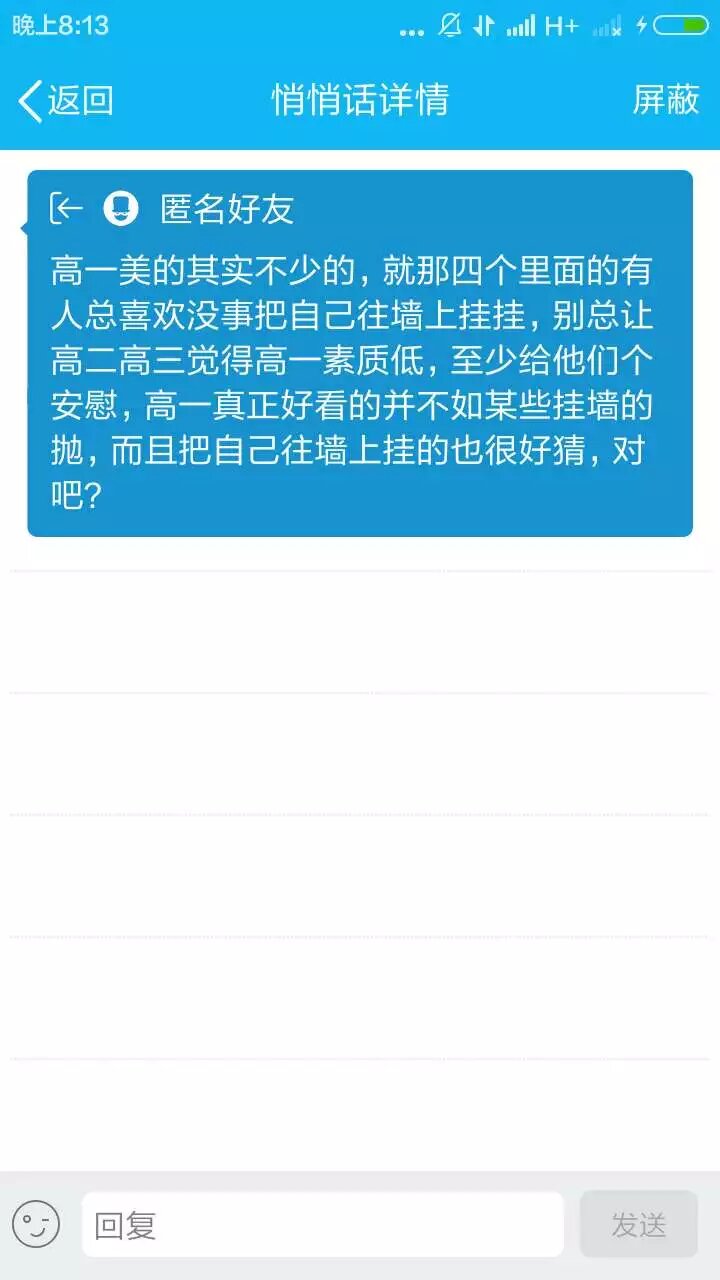 晚上8:13
H+
返回
悄悄话详情
屏蔽
匿名好友
高一美的其实不少的，就那四个里面的有
人总喜欢没事把自己往墙上挂挂，别总让
高二高三觉得高一素质低，至少给他们个
安慰，高一真正好看的并不如某些挂墙的
抛，而且把自己往墙上挂的也很好猜，对
吧？
回复
发送